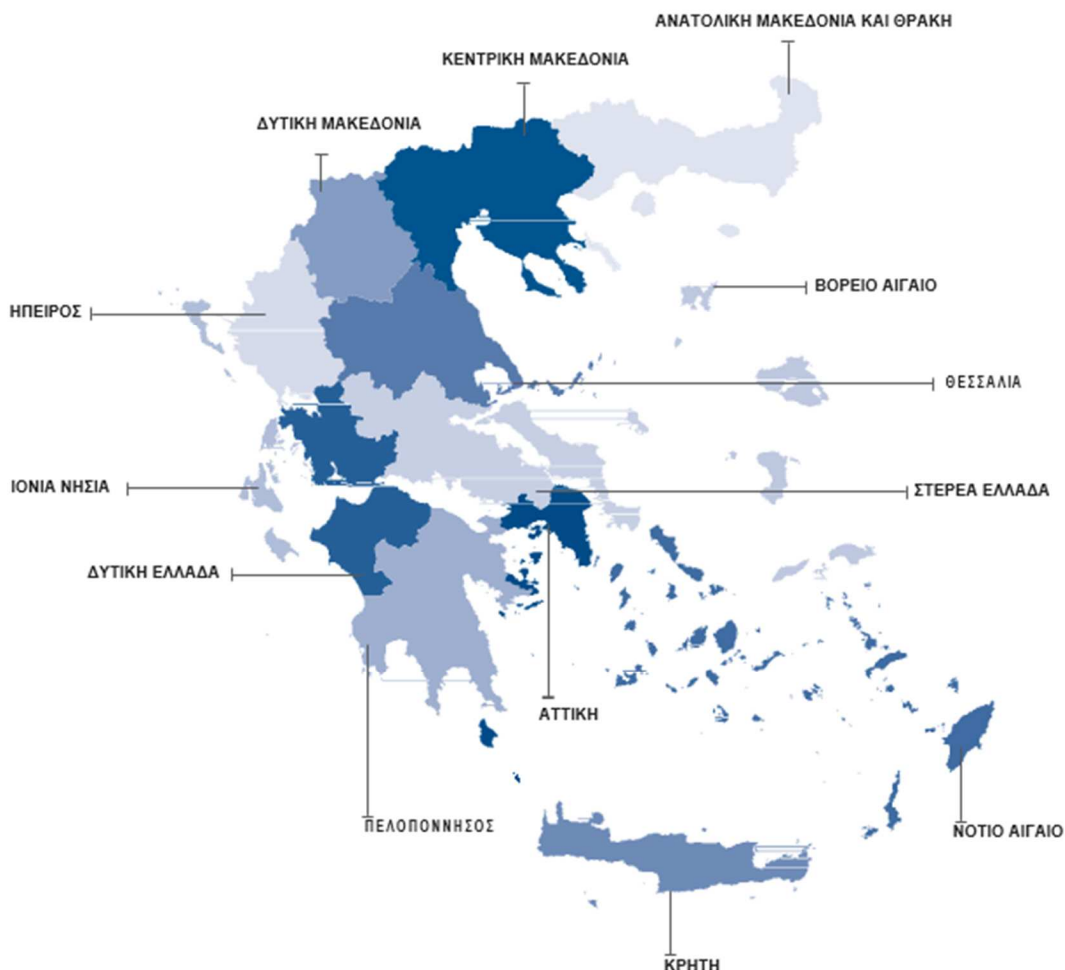 ΑΝΑΤΟΛΙΚΗ ΜΑΚΕΔΟΝΙΑ ΚΑΙ ΘΡΑΚΗ
ΚΕΝΤΡΙΚΗ ΜΑΚΕΔΟΝΙΑ
ΔΥΤΙΚΗ ΜΑΚΕΔΟΝΙΑ
ΒΟΡΕΙΟ ΑΙΓΑΙΟ
ΗΠΕΙΡΟΣ
ΘΕΣΣΑΛΙΑ
ΙΟΝΙΑ ΝΗΣΙΑ
ΣΤΕΡΕΑ ΕΛΛΑΔΑ
ΔΥΤΙΚΗ ΕΛΛΑΔΑ
ΑΤΤΙΚΗ
ΠΕΛΟΠΟΝΝΗΣΟΣ
ΝΟΤΙΟ ΑΙΓΑΙΟ
ΚΡΗΤΗ